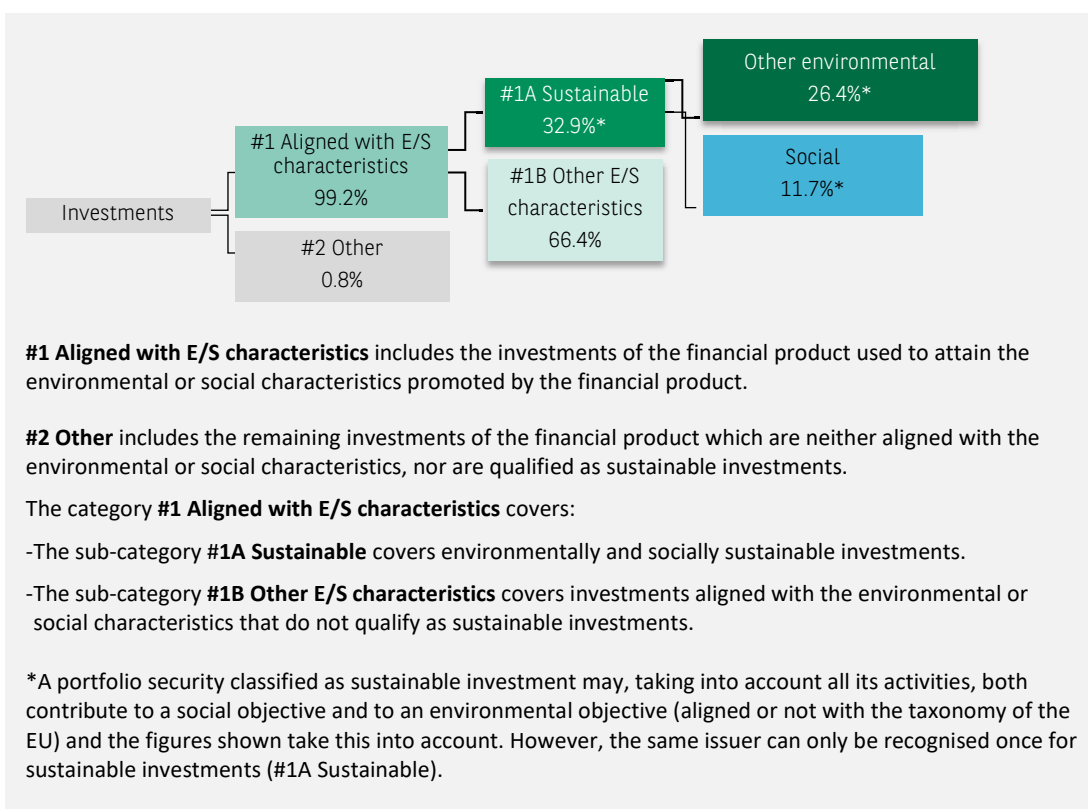 Other environmental
26.4%*
#1A Sustainable
32.9%*
Social
11.7%*
#1 Aligned with E/S
characteristics
99.2%
#1B Other E/S
characteristics
66.4%
Investments
#2 Other
0.8%
#1 Aligned with E/S characteristics includes the investments of the financial product used to attain the
environmental or social characteristics promoted by the financial product.
#2 Other includes the remaining investments of the financial product which are neither aligned with the
environmental or social characteristics, nor are qualified as sustainable investments.
The category #1 Aligned with E/S characteristics covers:
-The sub-category #1A Sustainable covers environmentally and socially sustainable investments.
-The sub-category #1B Other E/S characteristics covers investments aligned with the environmental or
social characteristics that do not qualify as sustainable investments.
*A portfolio security classified as sustainable investment may, taking into account all its activities, both
contribute to a social objective and to an environmental objective (aligned or not with the taxonomy of the
EU) and the figures shown take this into account. However, the same issuer can only be recognised once for
sustainable investments (#1A Sustainable).